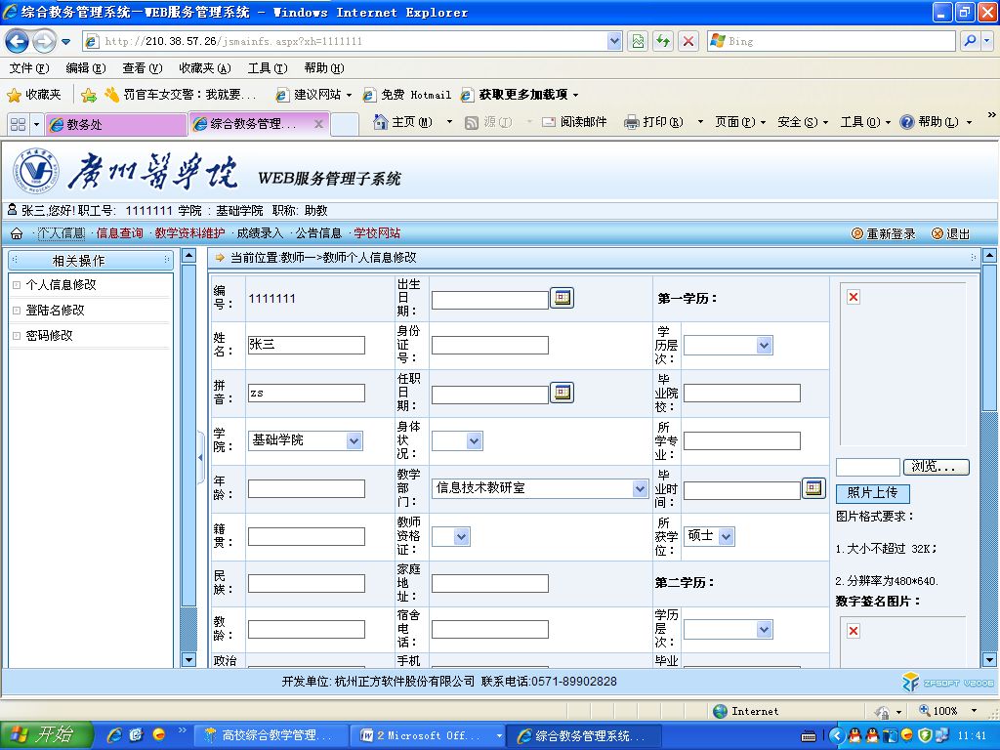 综合教务管理系统—WEB服务管理系统 - Windows Internet Explorer
http://210.38.57.26/jsmainfs.aspx?xh=1111111 Bing
文件(F) 编辑(E) 查看(V) 收藏夹(A) 工具(T) 帮助(H)
收藏夹 罚官车女交警：我就要... 建议网站 免费 Hotmail 获取更多加载项
教务处 综合教务管理... X 主页(M) 源(J) 阅读邮件 打印(R) 页面(P) 安全(S) 工具(O) 帮助(L) »
廣州醫學院 WEB服务管理子系统
张三,您好!职工号: 1111111 学院 : 基础学院 职称: 助教
·个人信息 ·信息查询 ·教学资料维护 ·成绩录入 ·公告信息 ·学校网站 重新登录 退出
相关操作
个人信息修改
登陆名修改
密码修改
当前位置:教师一>教师个人信息修改
编号： 1111111 出生日期： 第一学历：
姓名： 张三 身份证号： 学历层次：
拼音： zs 任职日期： 毕业院校：
学院： 基础学院 身体状况： 所学专业：
年龄： 教学部门： 信息技术教研室 毕业时间：
籍贯： 教师资格证： 所获学位： 硕士
民族： 家庭地址： 第二学历：
教龄： 宿舍电话： 学历层次：
政治 手机 毕业
浏览...
照片上传
图片格式要求：
1.大小不超过 32K；
2.分辨率为480*640.
数字签名图片：
开发单位: 杭州正方软件股份有限公司 联系电话:0571-89902828
ZFSOFT V2006
Internet 100%
开始 » 高校综合教学管理... 2 Microsoft Off... 综合教务管理系统... 11:41